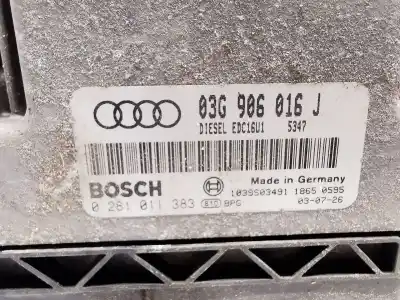 03G 906 016 J
DIESEL EDC16U1 5347
BOSCH
Made in Germany
1039S03491 1865 0595
0 281 011 383 BPG 03-07-26